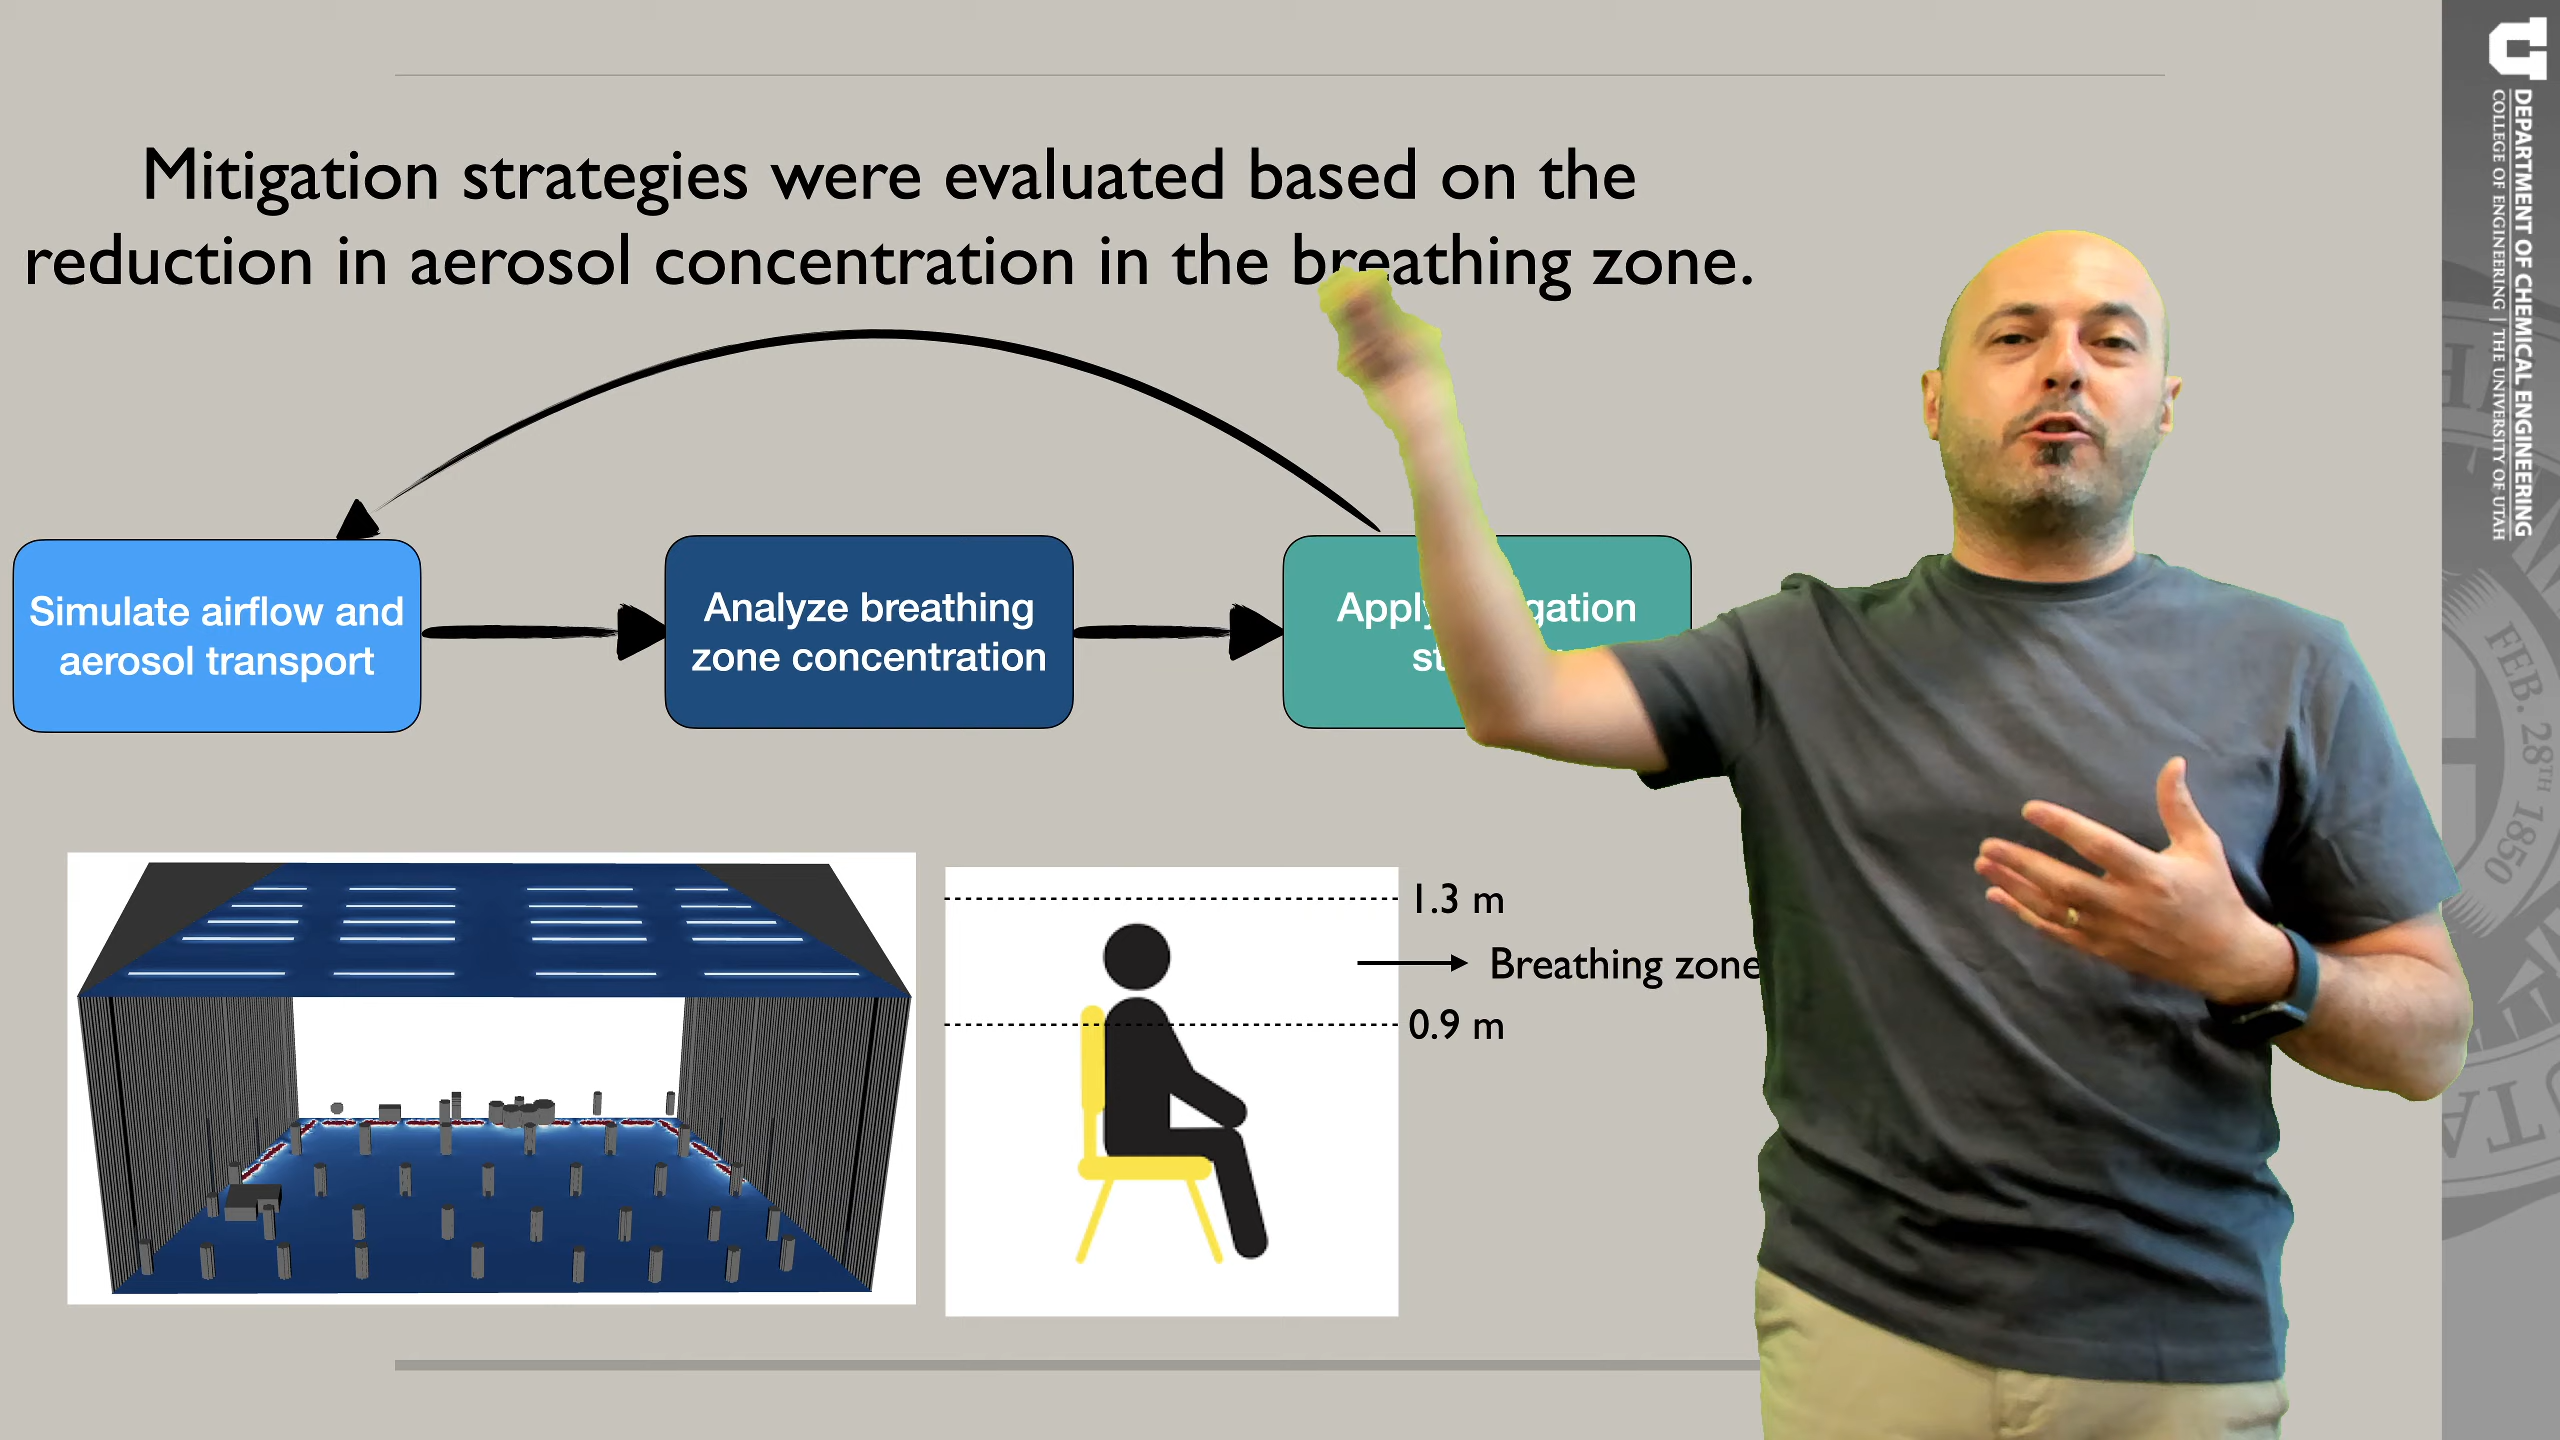 Mitigation strategies were evaluated based on the
reduction in aerosol concentration in the breathing zone.
Simulate airflow and
aerosol transport
Analyze breathing
zone concentration
1.3 m
Breathing zone
0.9 m
DEPARTMENT OF CHEMICAL ENGINEERING
COLLEGE OF ENGINEERING | THE UNIVERSITY OF UTAH
FEB. 28TH 1850